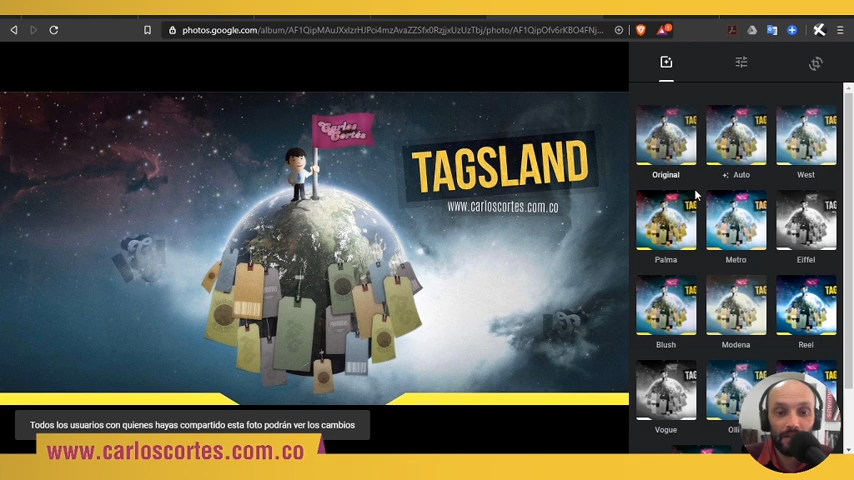 photos.google.com/album/AF1QipMAuJXxlzrHJPci4mzAvaZZSfx0RzjjxUzUzTbj/photo/AF1QipOfv6rKBO4FNj...
Carlos
Cortés
TAGSLAND
www.carloscortes.com.co
Original
Auto
West
Palma
Metro
Eiffel
Blush
Modena
Reel
Vogue
Todos los usuarios con quienes hayas compartido esta foto podrán ver los cambios
www.carloscortes.com.co